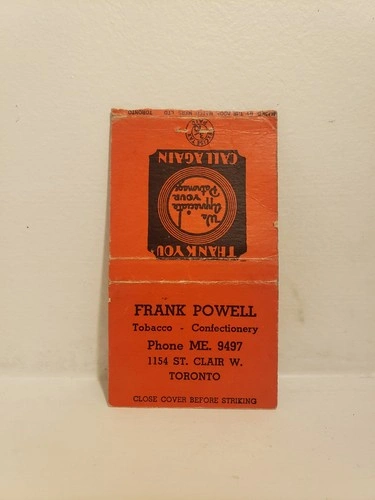 THANK YOU!
We
Appreciate
YOUR
Patronage
CALL AGAIN
TORONTO
FRANK POWELL
Tobacco - Confectionery
Phone ME. 9497
1154 ST. CLAIR W.
TORONTO
CLOSE COVER BEFORE STRIKING